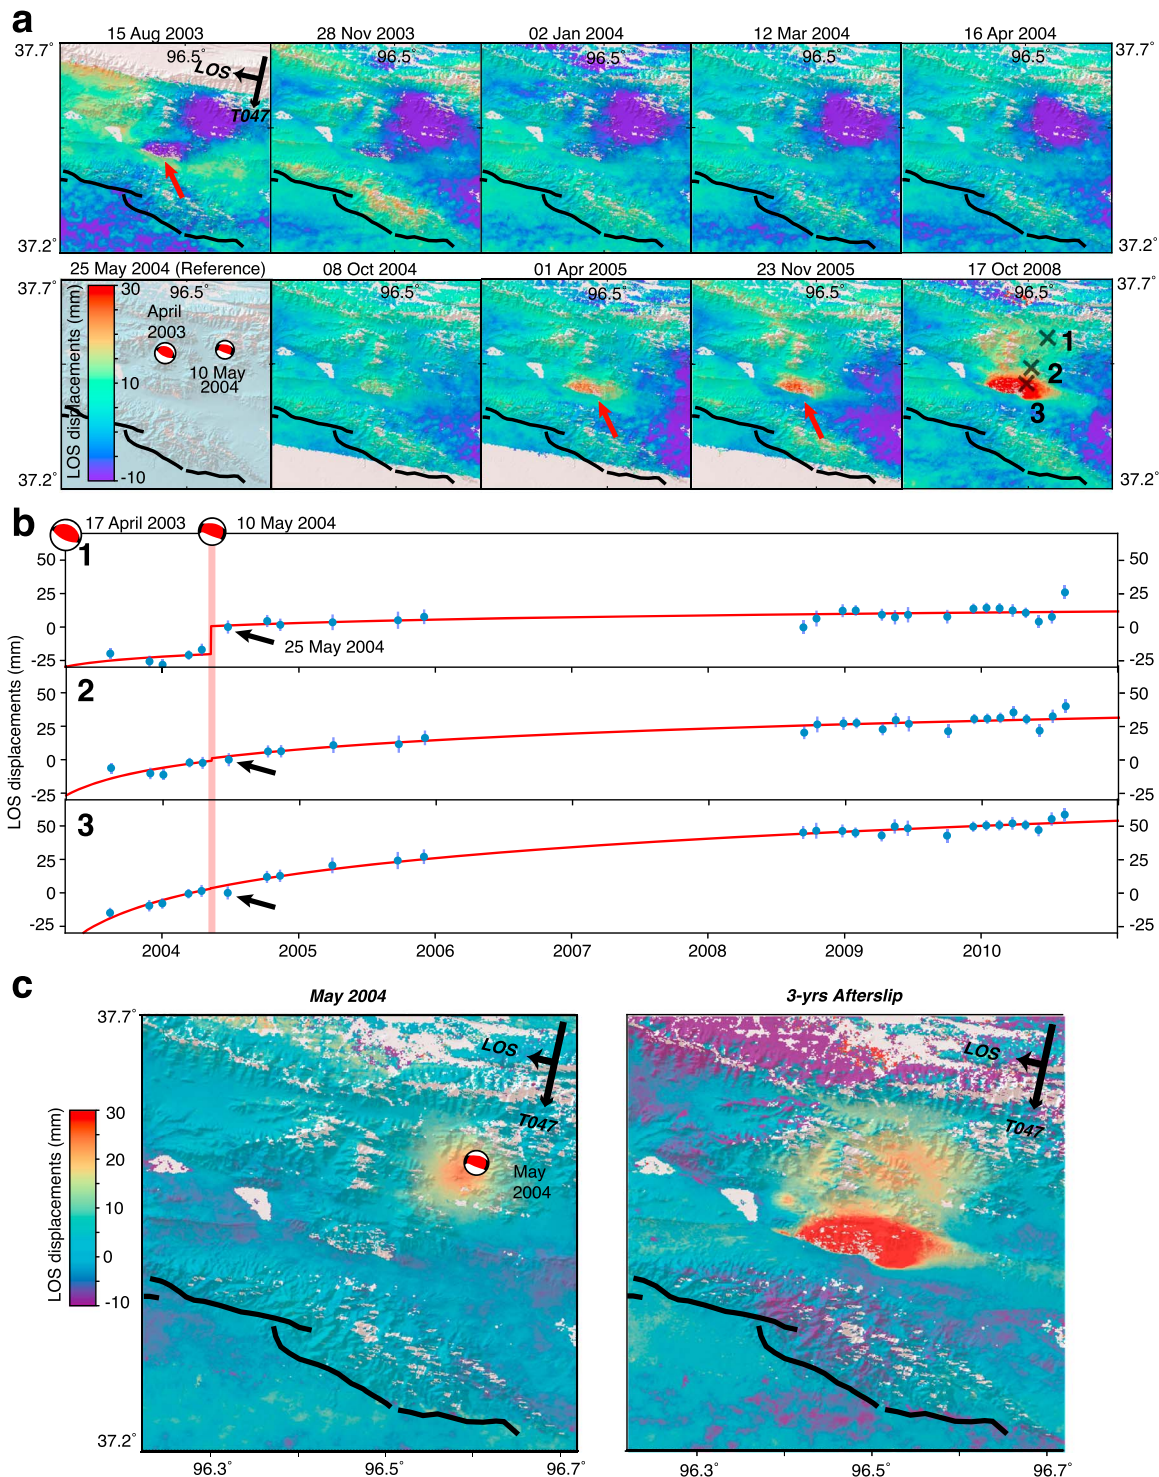 a
15 Aug 2003
28 Nov 2003
02 Jan 2004
12 Mar 2004
16 Apr 2004
37.7°
96.5°
96.5°
96.5°
96.5°
96.5°
37.7°
LOS
T047
37.2°
37.2°
25 May 2004 (Reference)
08 Oct 2004
01 Apr 2005
23 Nov 2005
17 Oct 2008
37.7°
96.5°
96.5°
96.5°
96.5°
96.5°
37.7°
LOS displacements (mm)
30
10
-10
April
2003
10 May
2004
1
2
3
37.2°
37.2°
b
17 April 2003
10 May 2004
LOS displacements (mm)
1
50
25
0
-25
50
25
0
-25
25 May 2004
2
50
25
0
-25
50
25
0
-25
3
50
25
0
-25
50
25
0
-25
2004
2005
2006
2007
2008
2009
2010
c
May 2004
3-yrs Afterslip
37.7°
LOS
T047
LOS
T047
May
2004
LOS displacements (mm)
30
20
10
0
-10
37.2°
96.3°
96.5°
96.7°
96.3°
96.5°
96.7°